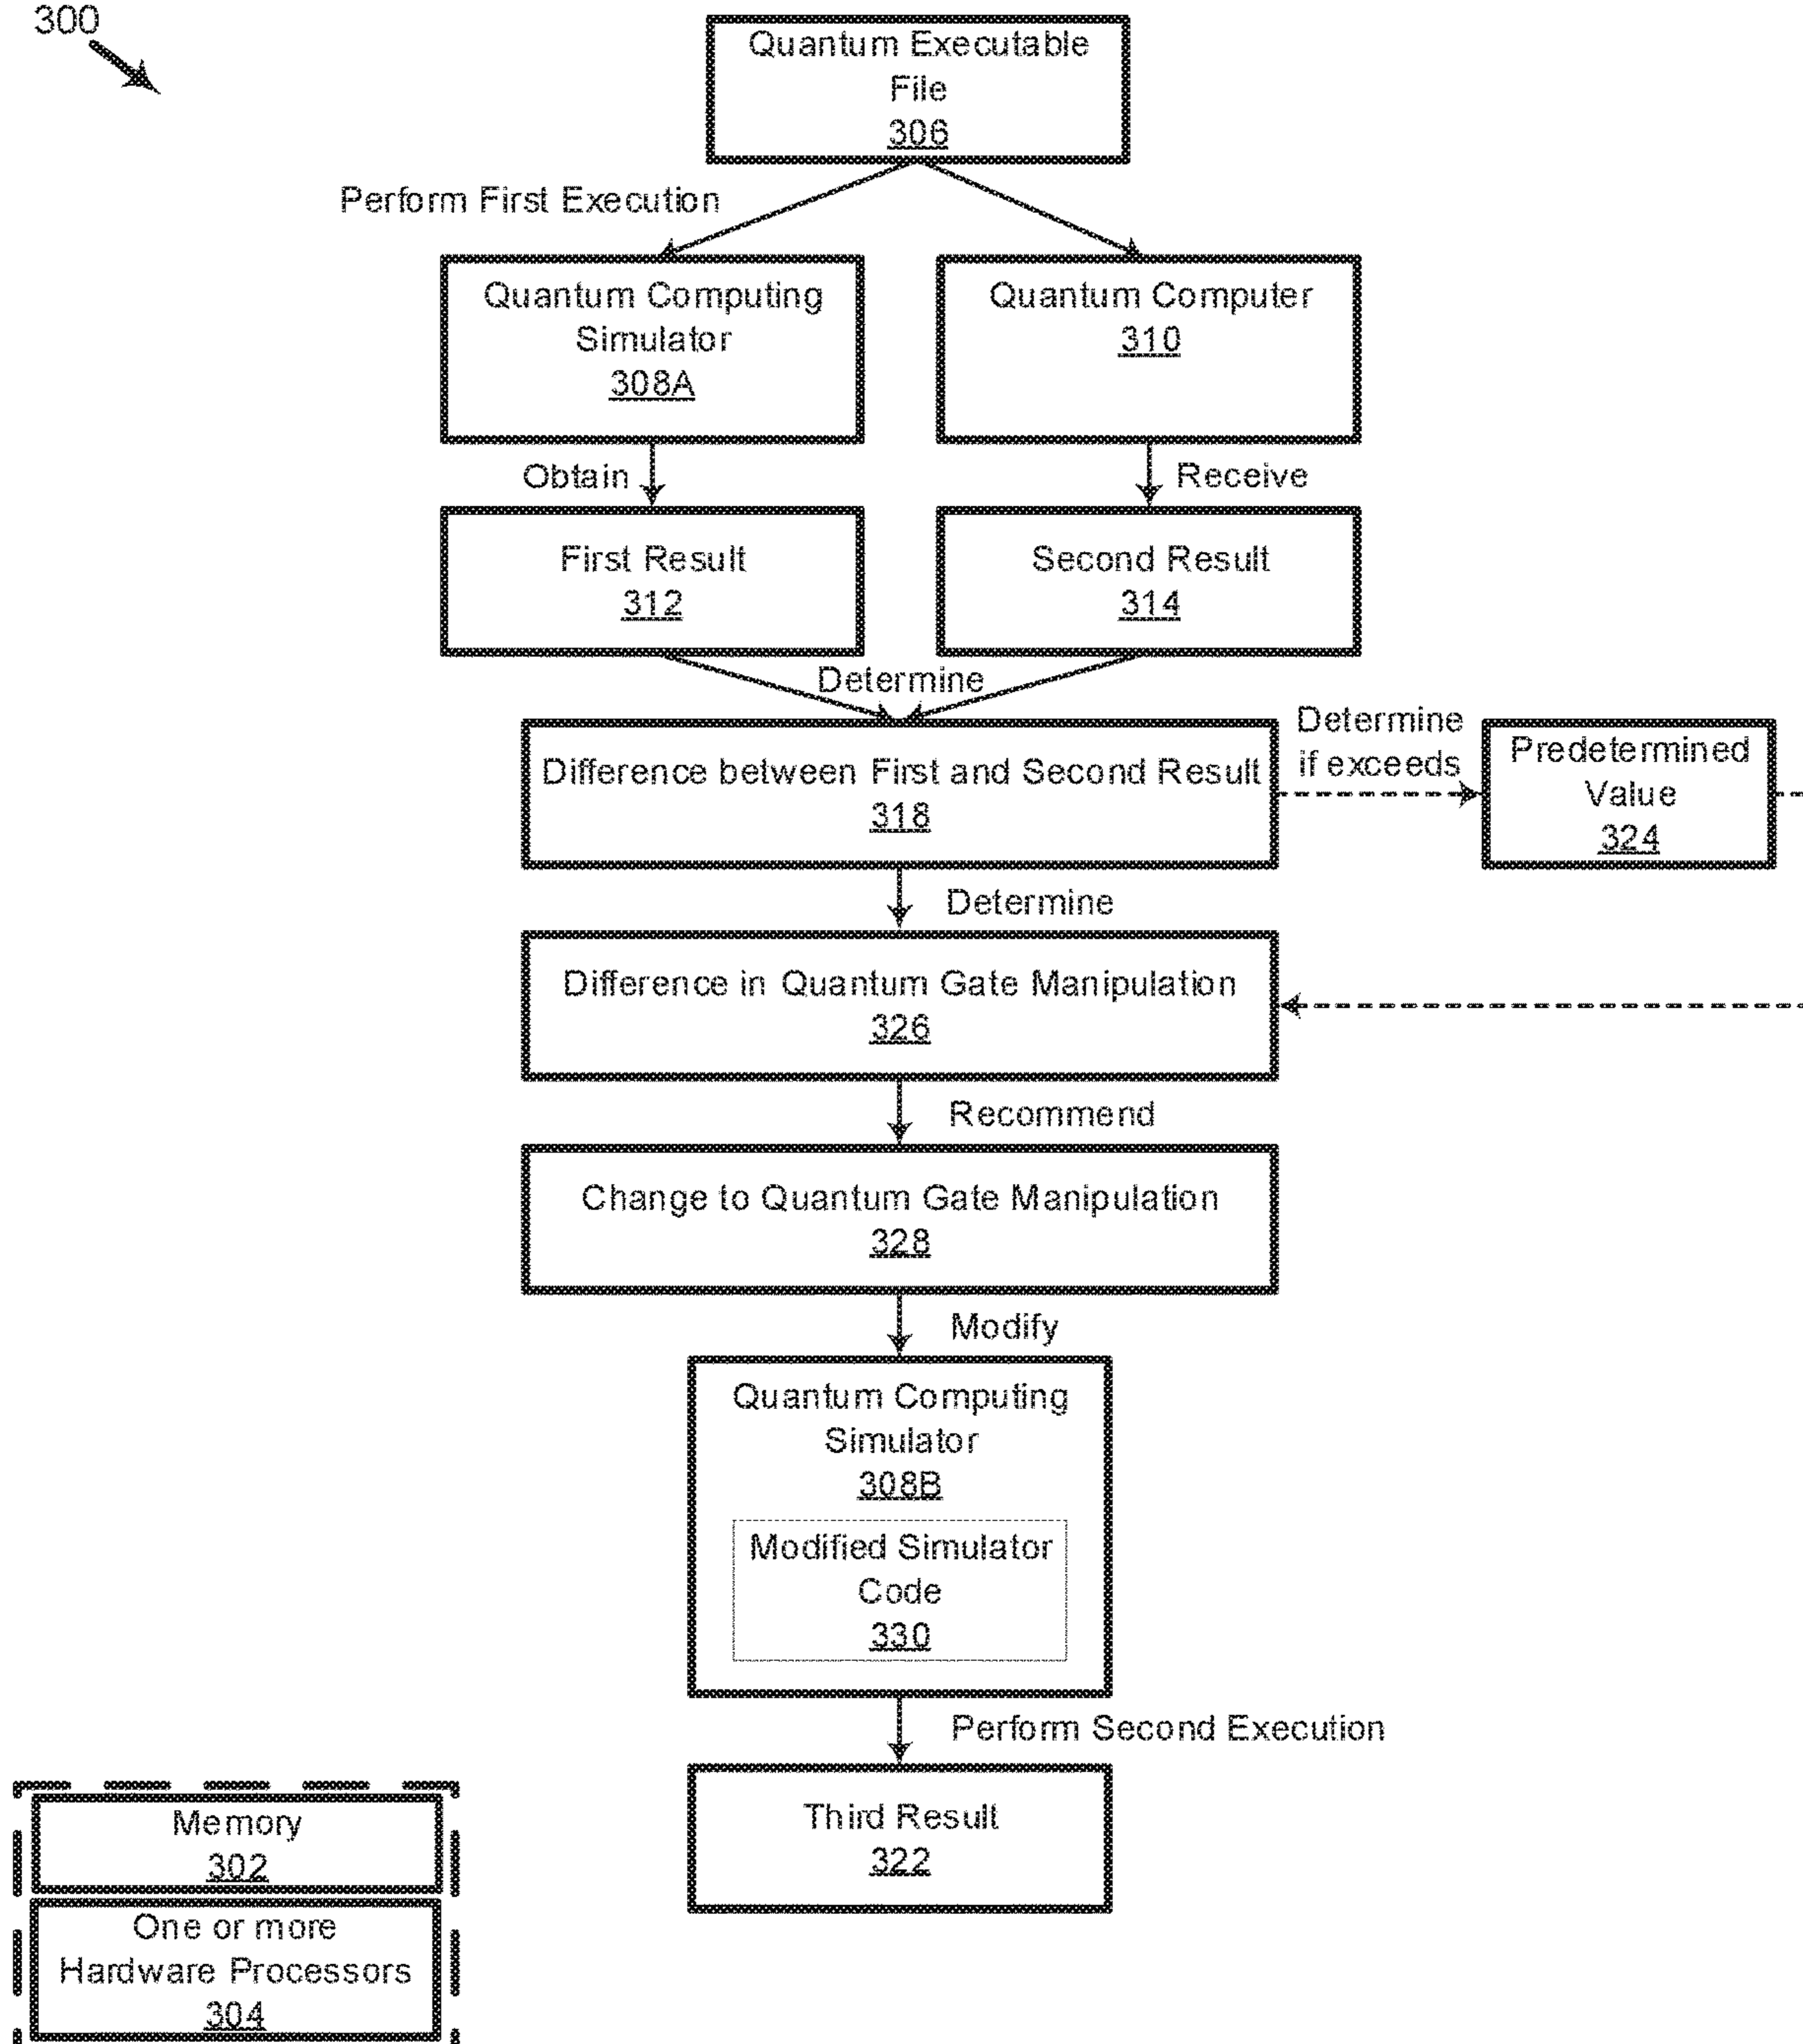 300
Quantum Executable
File
306
Perform First Execution
Quantum Computing
Simulator
308A
Quantum Computer
310
Obtain
Receive
First Result
312
Second Result
314
Determine
Difference between First and Second Result
318
Determine
if exceeds
Predetermined
Value
324
Determine
Difference in Quantum Gate Manipulation
326
Recommend
Change to Quantum Gate Manipulation
328
Modify
Quantum Computing
Simulator
308B
Modified Simulator
Code
330
Perform Second Execution
Third Result
322
Memory
302
One or more
Hardware Processors
304